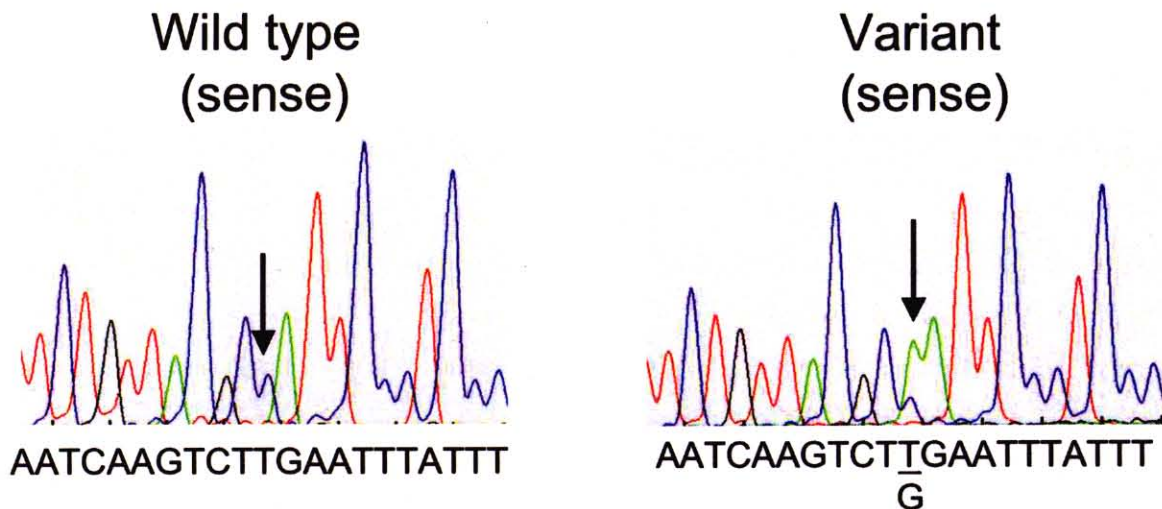 Wild type
(sense)
Variant
(sense)
AATCAAGTCTTGAATTTATTT
AATCAAGTCTTGAATTTATTT
G